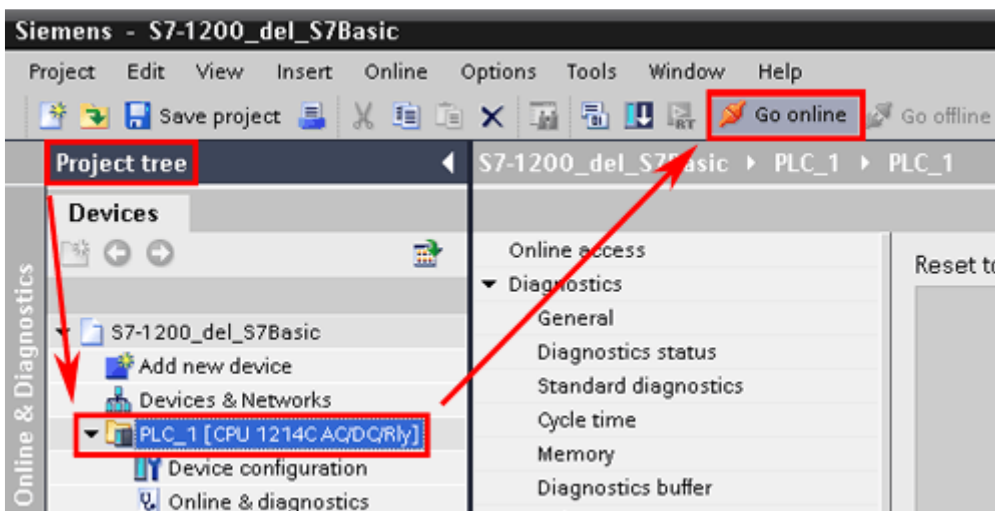 Siemens - S7-1200_del_S7Basic
Project Edit View Insert Online Options Tools Window Help
Save project Go online Go offline
Project tree
S7-1200_del_S7Basic PLC_1 PLC_1
Devices
Online & Diagnostics
S7-1200_del_S7Basic
Add new device
Devices & Networks
PLC_1 [CPU 1214C AC/DC/Rly]
Device configuration
Online & diagnostics
Online access
Diagnostics
General
Diagnostics status
Standard diagnostics
Cycle time
Memory
Diagnostics buffer
Reset to